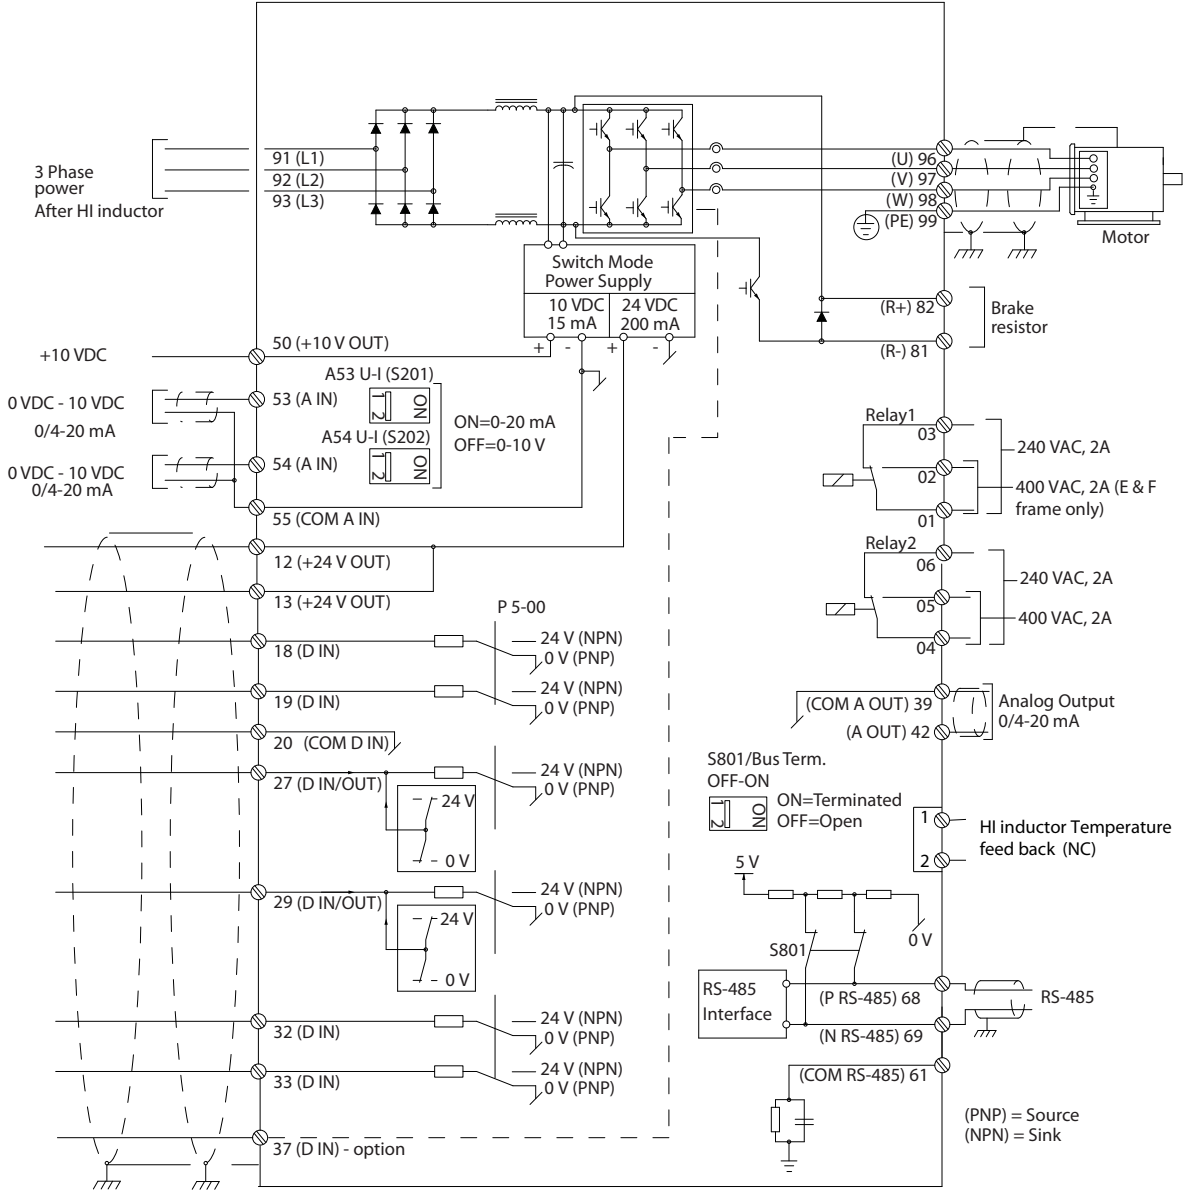 3 Phase
power
After HI inductor
91 (L1)
92 (L2)
93 (L3)
(U) 96
(V) 97
(W) 98
(PE) 99
Motor
Switch Mode
Power Supply
10 VDC
15 mA
24 VDC
200 mA
+ - + -
(R+) 82
(R-) 81
Brake
resistor
+10 VDC
50 (+10 V OUT)
0 VDC - 10 VDC
0/4-20 mA
53 (A IN)
A53 U-I (S201)
1 2
ON
A54 U-I (S202)
1 2
ON
ON=0-20 mA
OFF=0-10 V
0 VDC - 10 VDC
0/4-20 mA
54 (A IN)
55 (COM A IN)
12 (+24 V OUT)
13 (+24 V OUT)
P 5-00
18 (D IN)
24 V (NPN)
0 V (PNP)
19 (D IN)
24 V (NPN)
0 V (PNP)
20 (COM D IN)
27 (D IN/OUT)
24 V (NPN)
0 V (PNP)
24 V
0 V
29 (D IN/OUT)
24 V (NPN)
0 V (PNP)
24 V
0 V
32 (D IN)
24 V (NPN)
0 V (PNP)
33 (D IN)
24 V (NPN)
0 V (PNP)
37 (D IN) - option
Relay1
03
02
01
240 VAC, 2A
400 VAC, 2A (E & F
frame only)
Relay2
06
05
04
240 VAC, 2A
400 VAC, 2A
(COM A OUT) 39
(A OUT) 42
Analog Output
0/4-20 mA
S801/Bus Term.
OFF-ON
1 2
ON
ON=Terminated
OFF=Open
1
2
HI inductor Temperature
feed back (NC)
5 V
0 V
S801
RS-485
Interface
(P RS-485) 68
(N RS-485) 69
RS-485
(COM RS-485) 61
(PNP) = Source
(NPN) = Sink